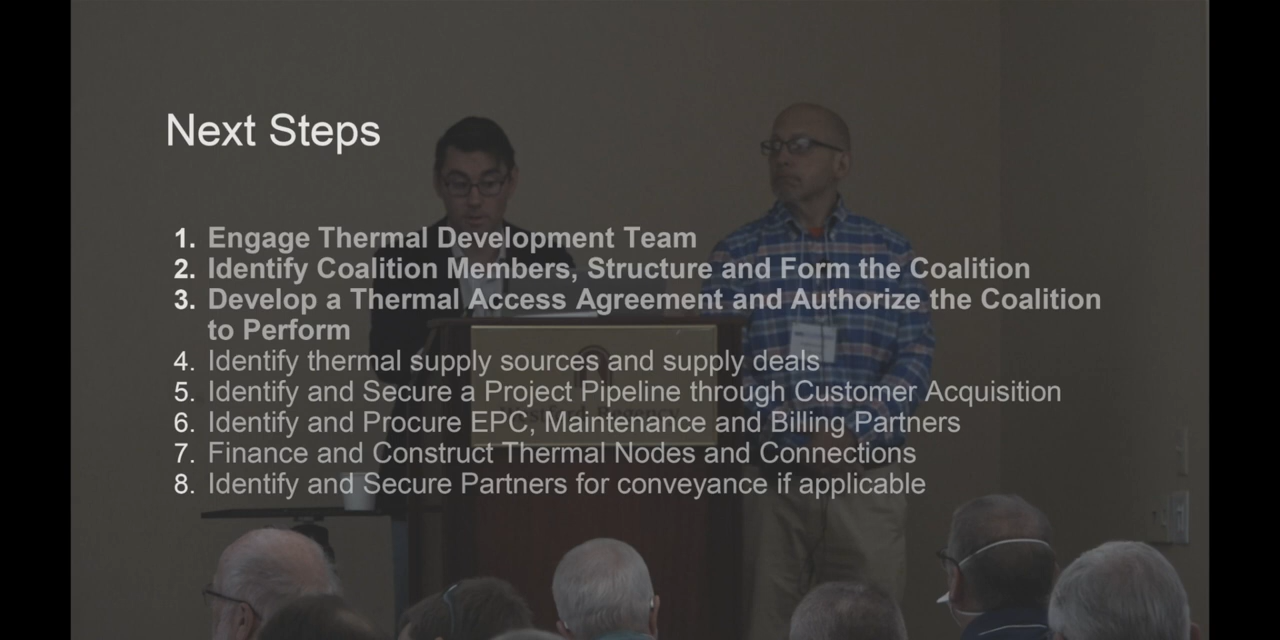 Next Steps
1. Engage Thermal Development Team
2. Identify Coalition Members, Structure and Form the Coalition
3. Develop a Thermal Access Agreement and Authorize the Coalition
to Perform
4. Identify thermal supply sources and supply deals
5. Identify and Secure a Project Pipeline through Customer Acquisition
6. Identify and Procure EPC, Maintenance and Billing Partners
7. Finance and Construct Thermal Nodes and Connections
8. Identify and Secure Partners for conveyance if applicable